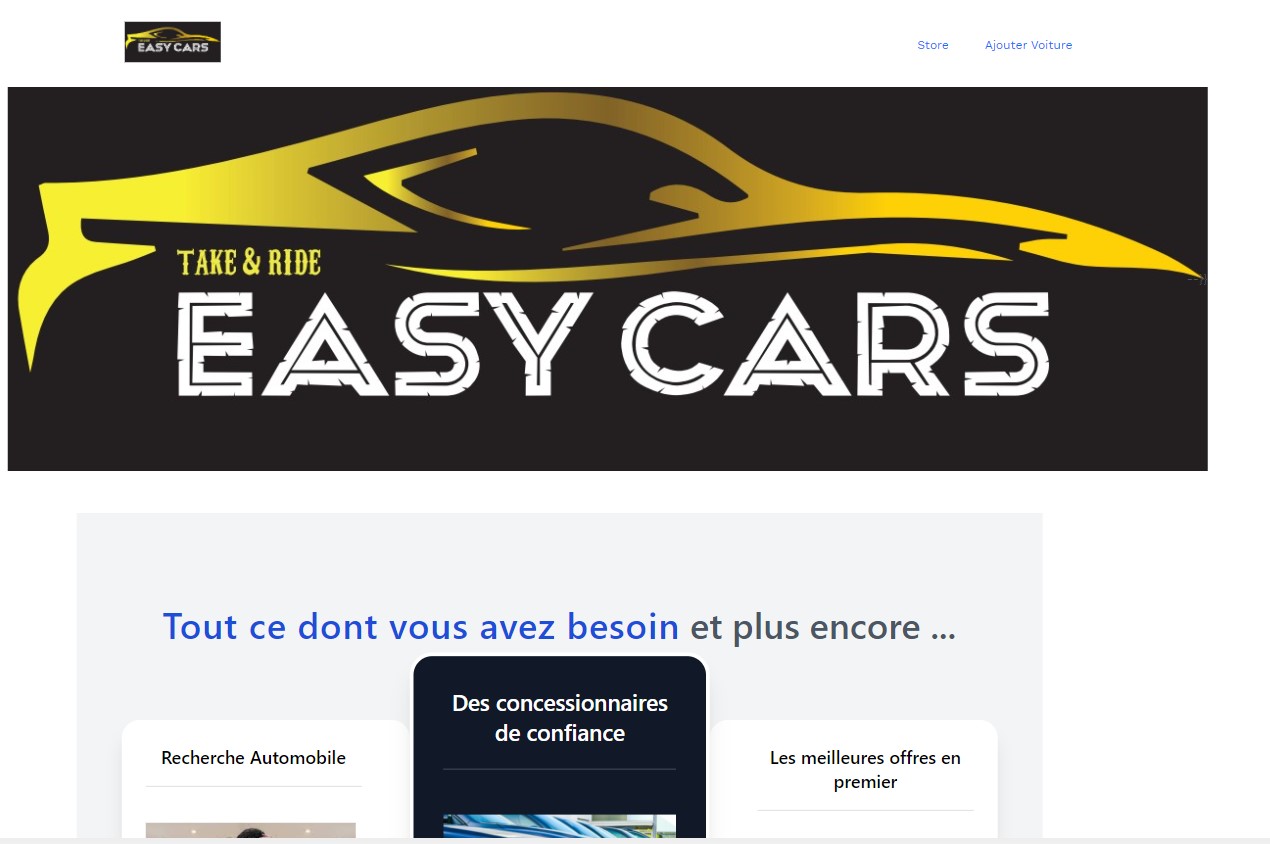 EASY CARS
Store
Ajouter Voiture
TAKE & RIDE
EASY CARS
Tout ce dont vous avez besoin et plus encore ...
Des concessionnaires
de confiance
Recherche Automobile
Les meilleures offres en
premier